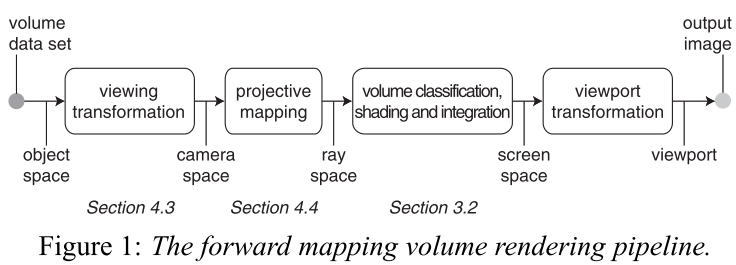 volume
data set
output
image
viewing
transformation
projective
mapping
volume classification,
shading and integration
viewport
transformation
object
space
camera
space
ray
space
screen
space
viewport
Section 4.3
Section 4.4
Section 3.2
Figure 1: The forward mapping volume rendering pipeline.